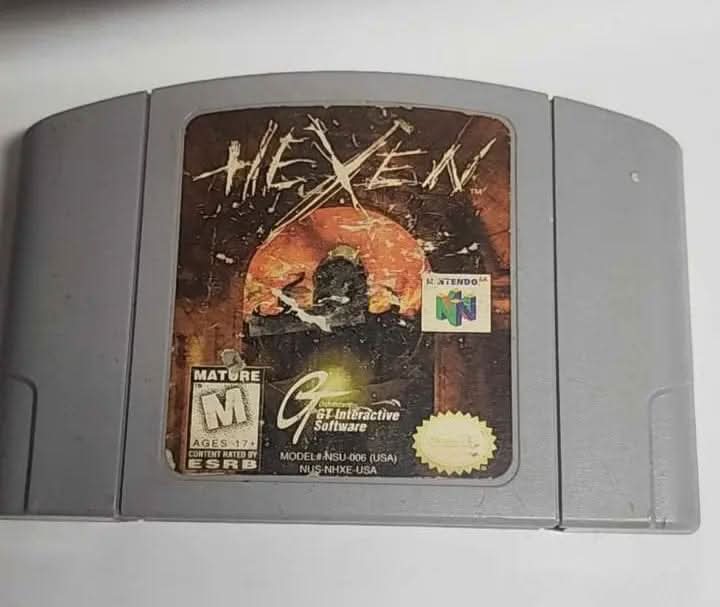 HEXEN
TM
NINTENDO 64
MATURE
M
AGES 17+
CONTENT RATED BY
ESRB
GT Interactive
Software
MODEL# NSU-006 (USA)
NUS-NHXE-USA